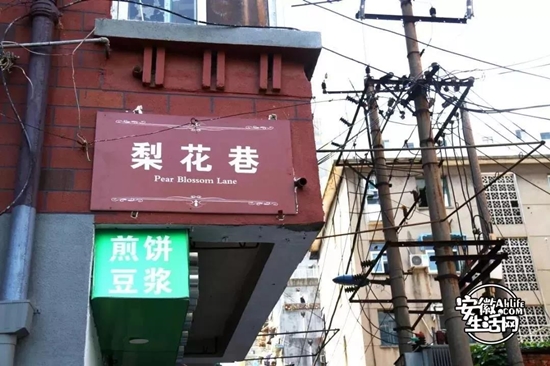 梨花巷
Pear Blossom Lane
煎饼
豆浆
安徽
Ahlife.com
生活网